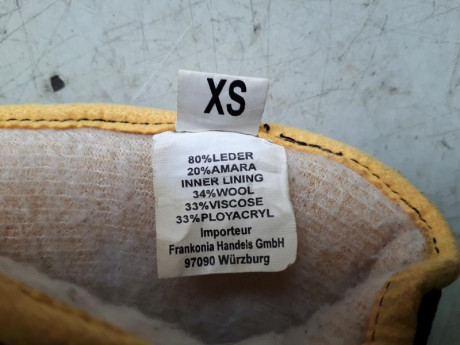 XS
80%LEDER
20%AMARA
INNER LINING
34%WOOL
33%VISCOSE
33%PLOYACRYL
Importeur
Frankonia Handels GmbH
97090 Würzburg